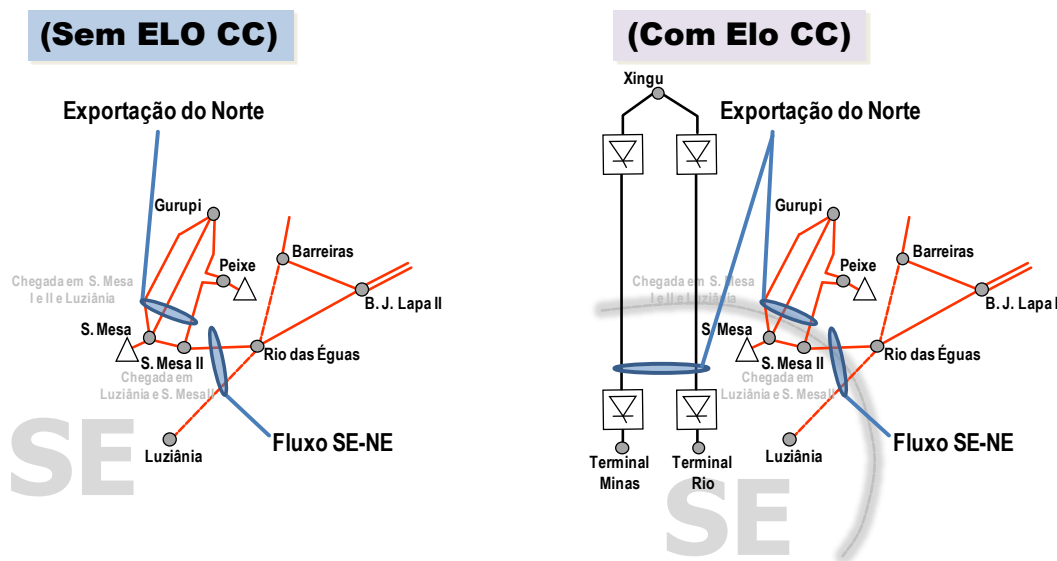 (Sem ELO CC)
Exportação do Norte
Gurupi
Barreiras
Peixe
Chegada em S. Mesa
I e II e Luziânia
B. J. Lapa II
S. Mesa
S. Mesa II
Rio das Éguas
Chegada em
Luziânia e S. Mesa II
SE
Luziânia
Fluxo SE-NE
(Com Elo CC)
Xingu
Exportação do Norte
Gurupi
Barreiras
Peixe
Chegada em S. Mesa
I e II e Luziânia
B. J. Lapa II
S. Mesa
S. Mesa II
Rio das Éguas
Chegada em
Luziânia e S. Mesa II
Fluxo SE-NE
Luziânia
Terminal
Minas
Terminal
Rio
SE